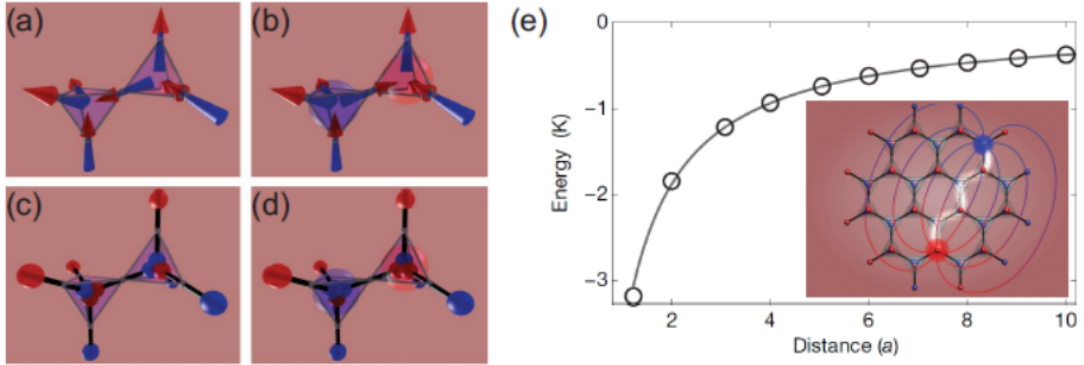 (a)
(b)
(c)
(d)
(e)
0
−1
−2
−3
Energy (K)
2
4
6
8
10
Distance (a)